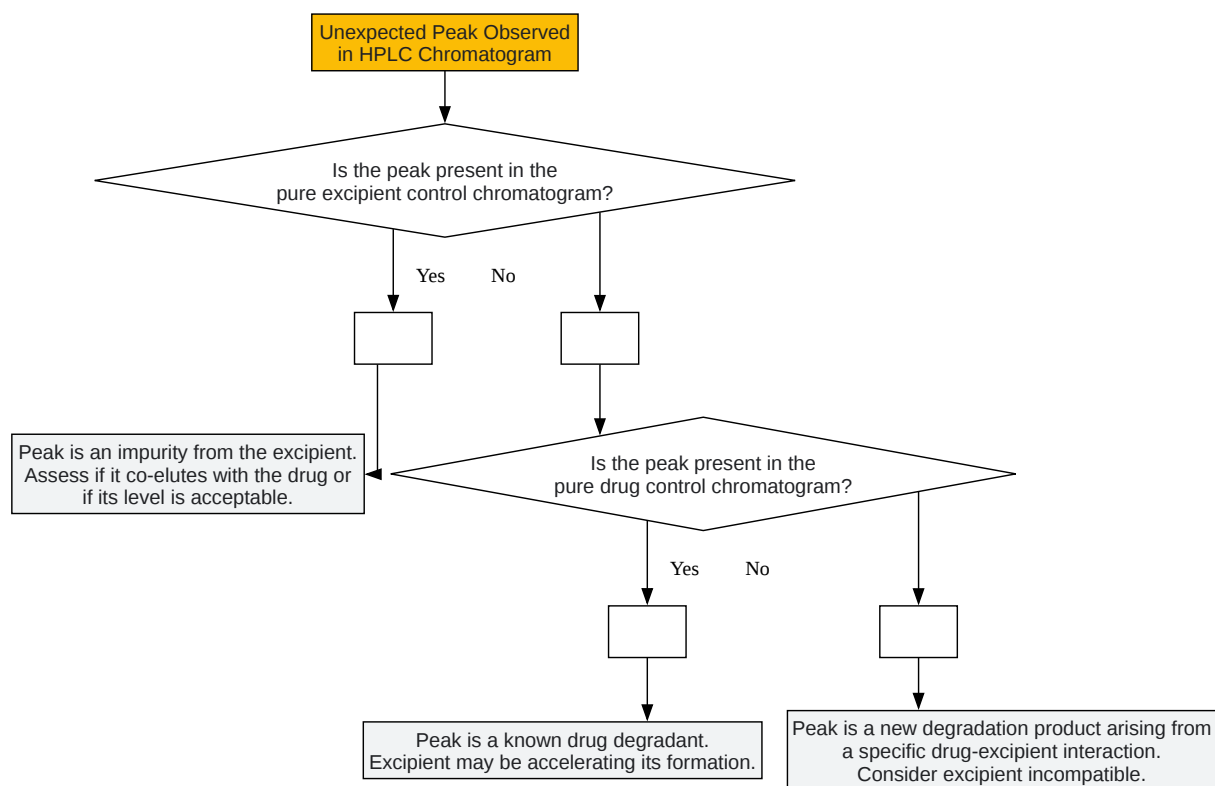 Unexpected Peak Observed
in HPLC Chromatogram
Is the peak present in the
pure excipient control chromatogram?
Yes
No
Peak is an impurity from the excipient.
Assess if it co-elutes with the drug or
if its level is acceptable.
Is the peak present in the
pure drug control chromatogram?
Yes
No
Peak is a known drug degradant.
Excipient may be accelerating its formation.
Peak is a new degradation product arising from
a specific drug-excipient interaction.
Consider excipient incompatible.